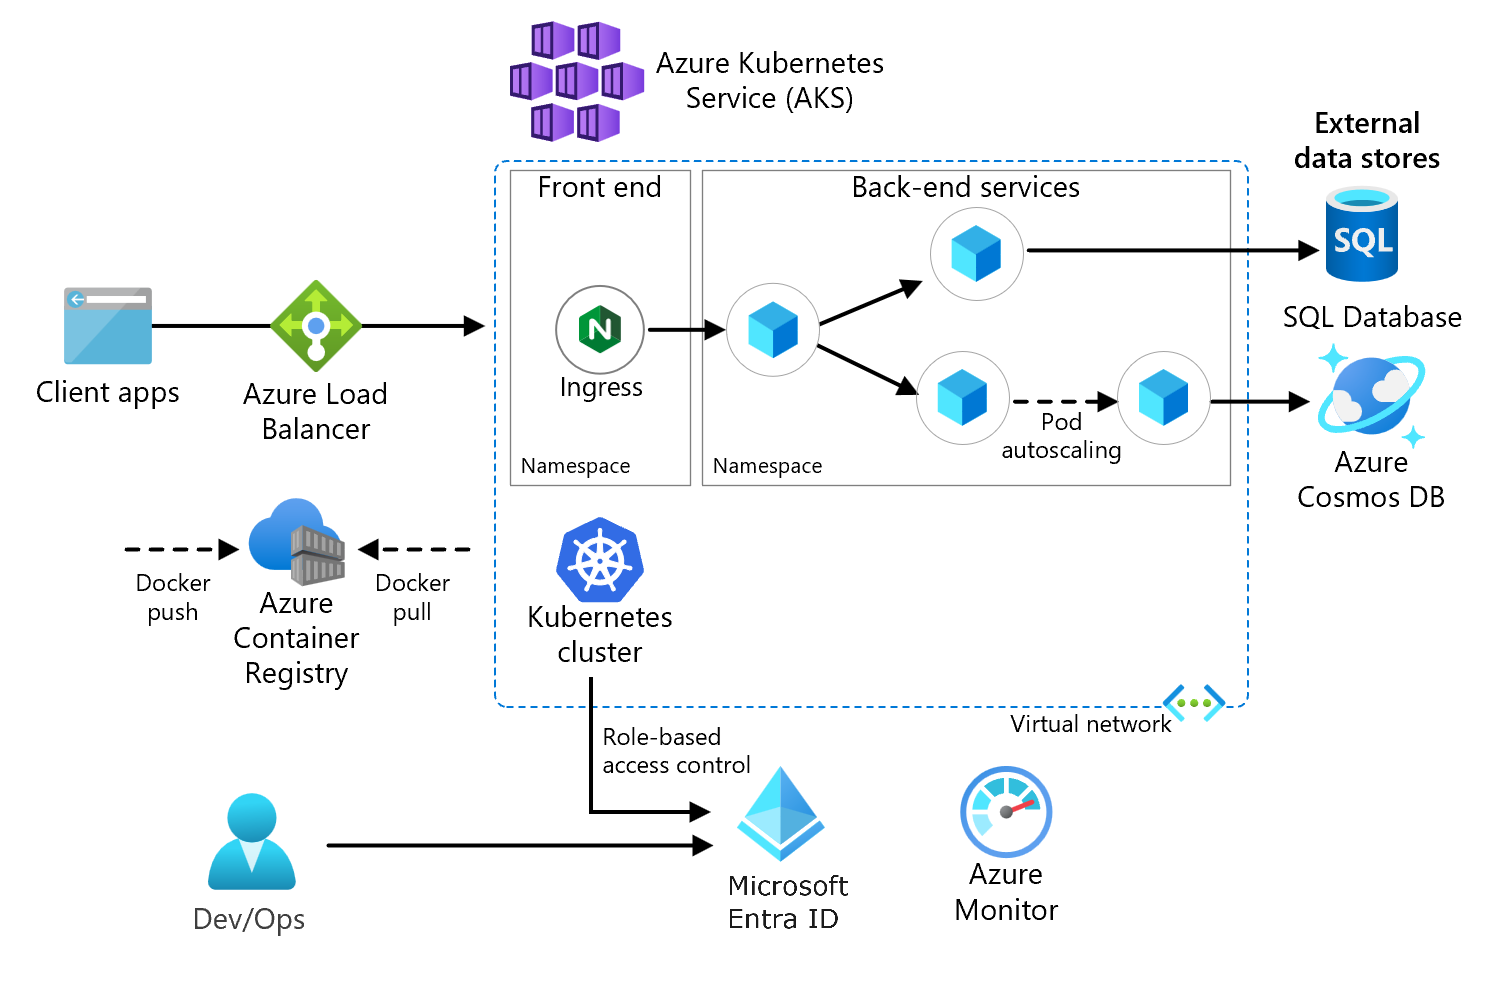 Azure Kubernetes
Service (AKS)
External
data stores
Front end
Back-end services
SQL
SQL Database
N
Ingress
Client apps
Azure Load
Balancer
Pod
autoscaling
Namespace
Namespace
Azure
Cosmos DB
Docker
push
Docker
pull
Azure
Container
Registry
Kubernetes
cluster
Virtual network
Role-based
access control
Dev/Ops
Microsoft
Entra ID
Azure
Monitor